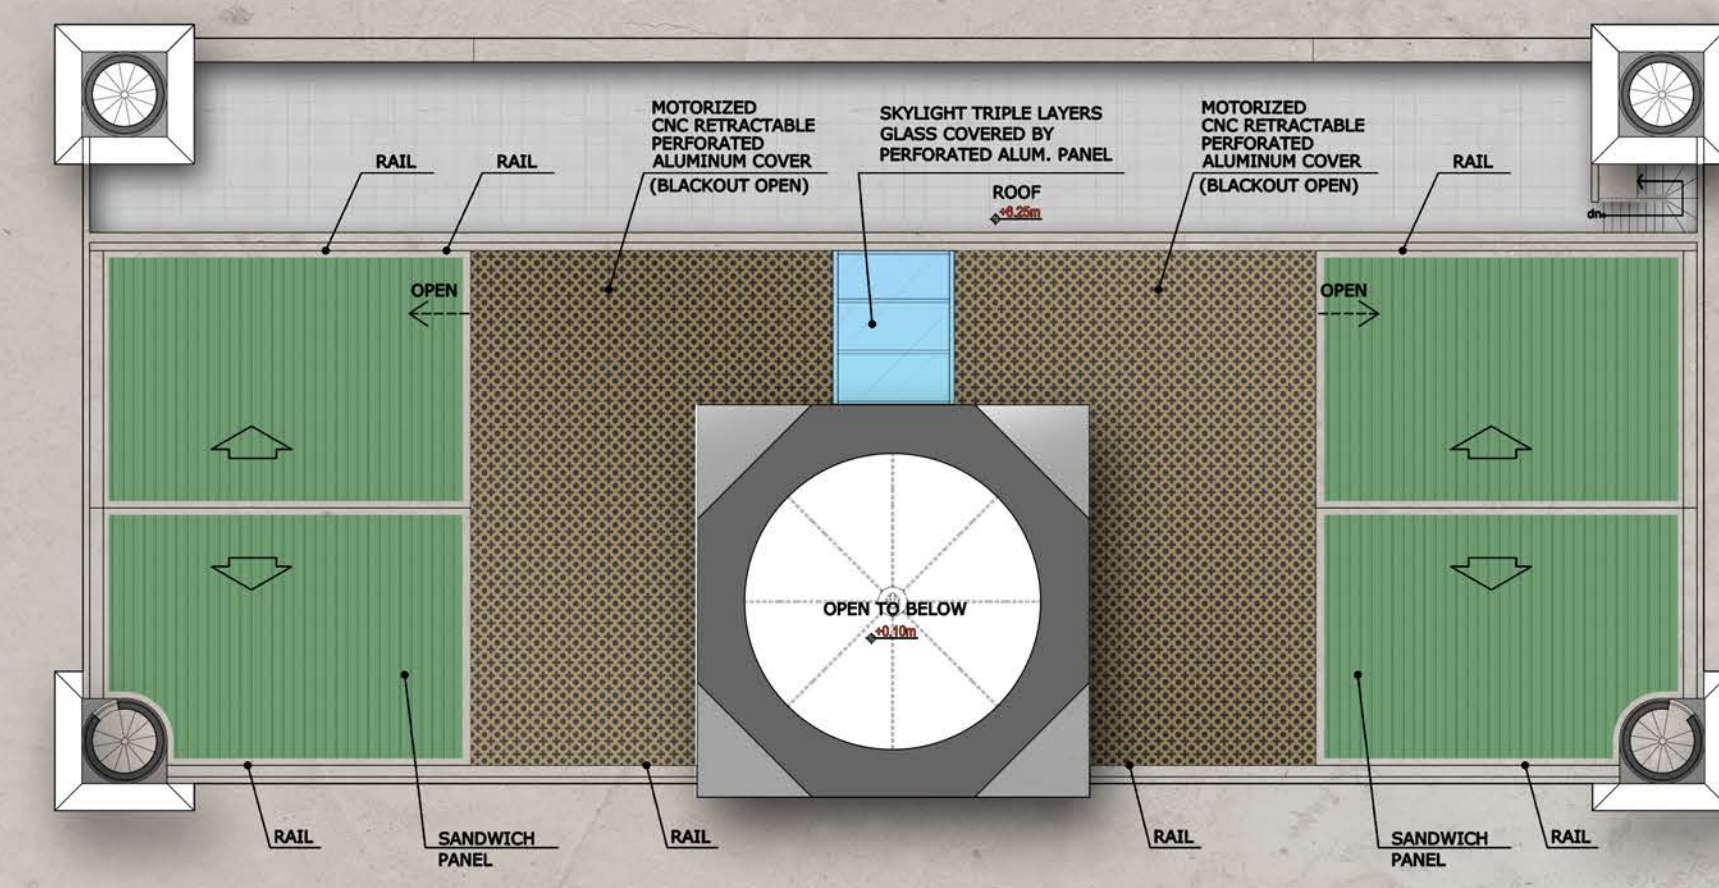 MOTORIZED
CNC RETRACTABLE
PERFORATED
ALUMINUM COVER
(BLACKOUT OPEN)
SKYLIGHT TRIPLE LAYERS
GLASS COVERED BY
PERFORATED ALUM. PANEL
MOTORIZED
CNC RETRACTABLE
PERFORATED
ALUMINUM COVER
(BLACKOUT OPEN)
RAIL
RAIL
RAIL
ROOF
+6.25m
dn.
OPEN
OPEN
OPEN TO BELOW
+0.10m
RAIL
SANDWICH
PANEL
RAIL
RAIL
SANDWICH
PANEL
RAIL